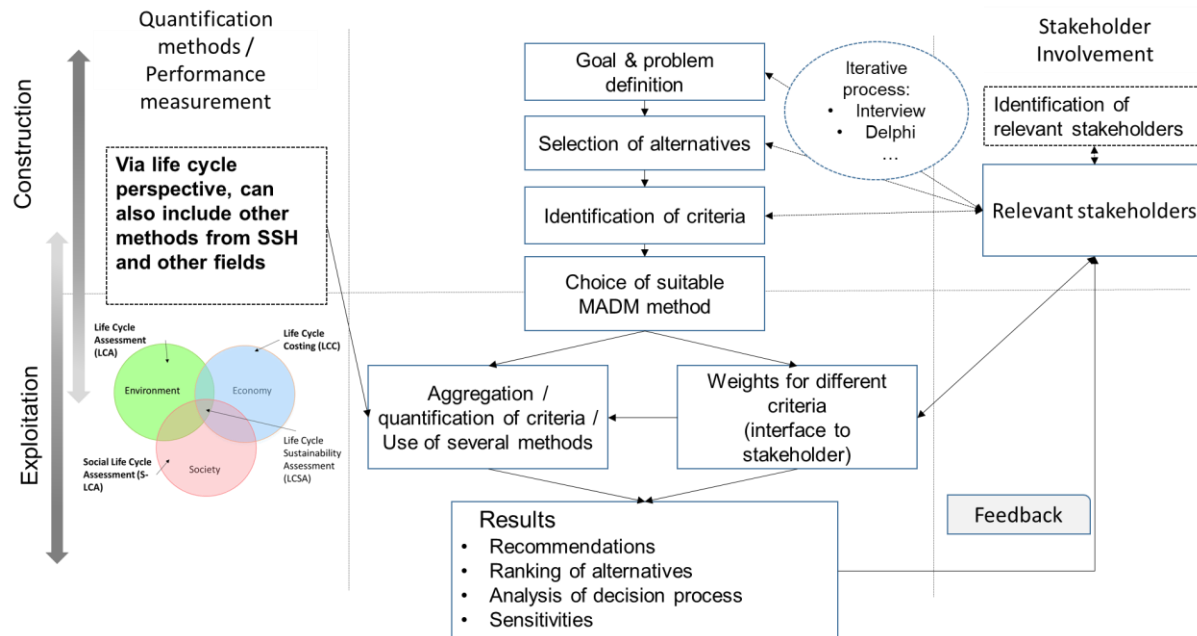 Quantification
methods /
Performance
measurement
Stakeholder
Involvement
Construction
Exploitation
Goal & problem
definition
Selection of alternatives
Identification of criteria
Choice of suitable
MADM method
Iterative
process:
• Interview
• Delphi
…
Identification of
relevant stakeholders
Relevant stakeholders
Via life cycle
perspective, can
also include other
methods from SSH
and other fields
Life Cycle
Assessment
(LCA)
Life Cycle
Costing (LCC)
Environment
Economy
Society
Social Life Cycle
Assessment (S-
LCA)
Life Cycle
Sustainability
Assessment
(LCSA)
Aggregation /
quantification of criteria /
Use of several methods
Weights for different
criteria
(interface to
stakeholder)
Results
• Recommendations
• Ranking of alternatives
• Analysis of decision process
• Sensitivities
Feedback